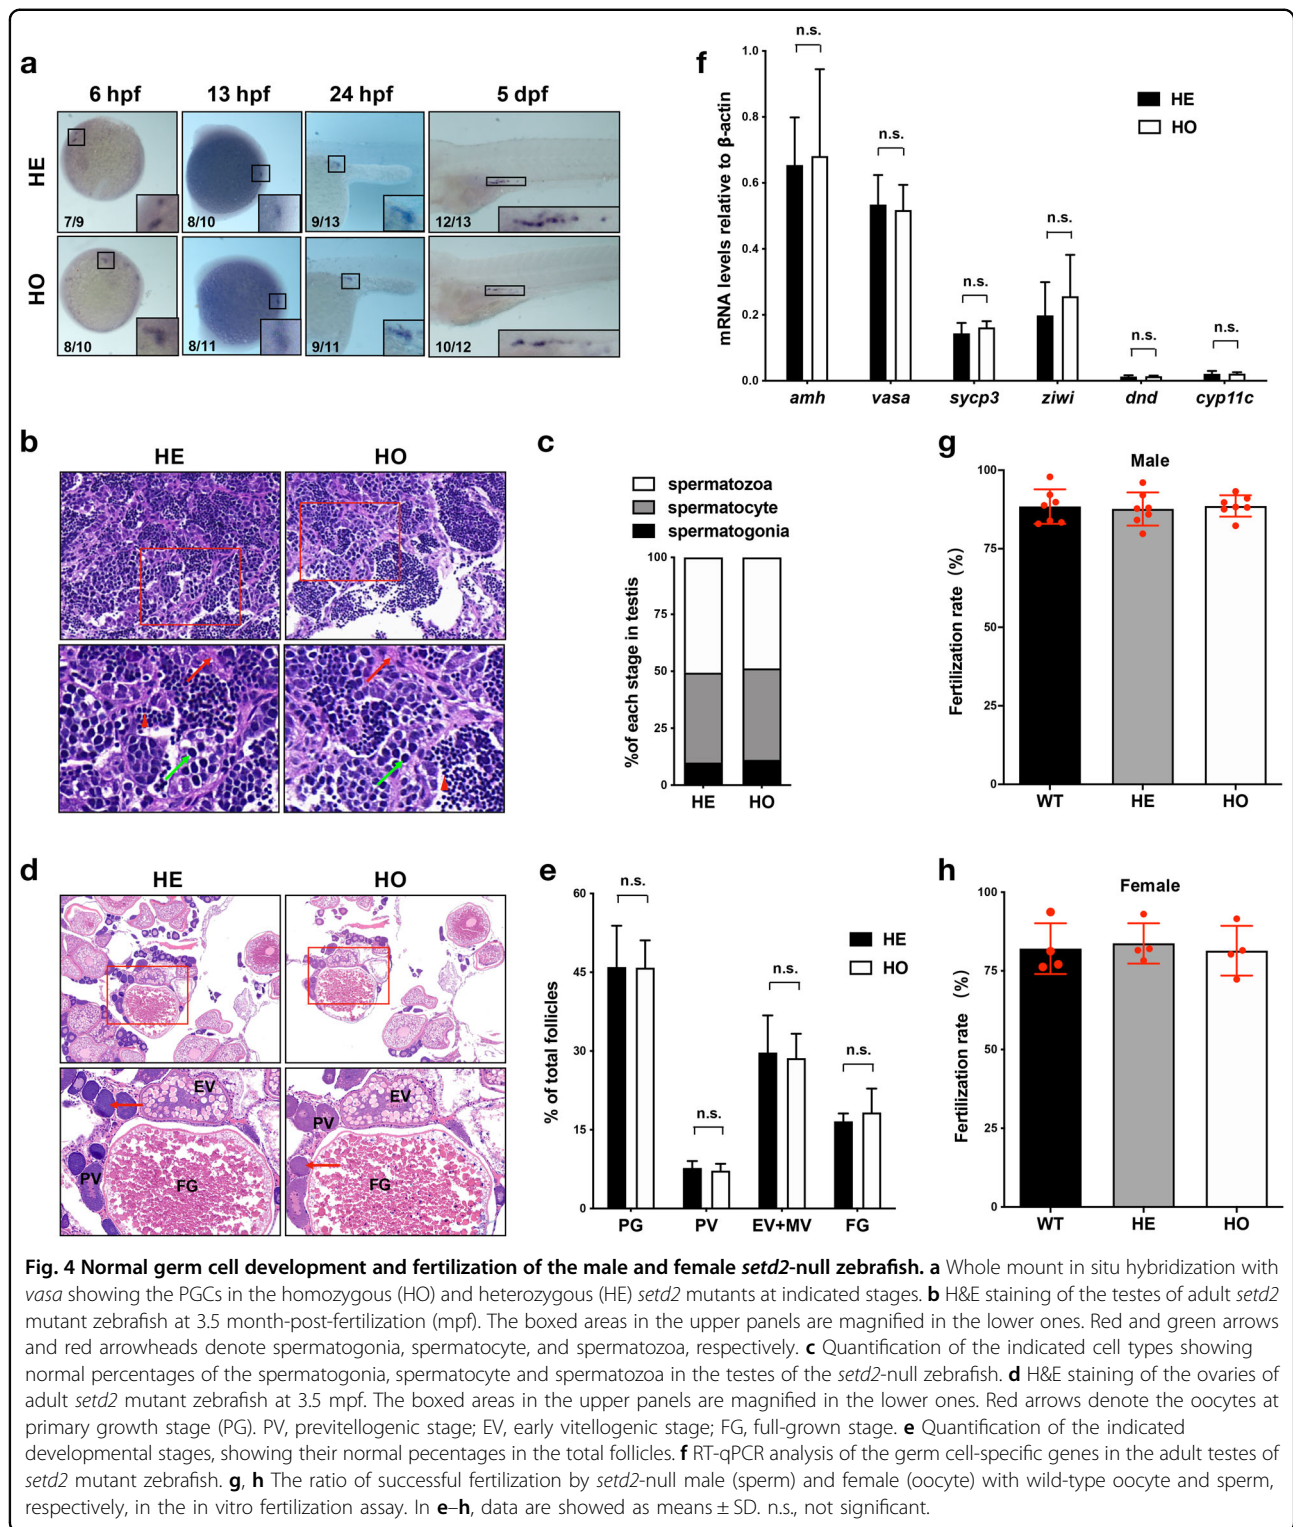 a
6 hpf 13 hpf 24 hpf 5 dpf
HE
7/9 8/10 9/13 12/13
HO
8/10 8/11 9/11 10/12
b
HE HO
c
spermatozoa
spermatocyte
spermatogonia
%of each stage in testis
100
75
50
25
0
HE HO
d
HE HO
EV EV
PV PV
FG FG
e
% of total follicles
60
45
30
15
0
n.s. n.s. n.s. n.s.
HE
HO
PG PV EV+MV FG
f
mRNA levels relative to β-actin
1.0
0.8
0.6
0.4
0.2
0.0
n.s. n.s. n.s. n.s. n.s. n.s.
HE
HO
amh vasa sycp3 ziwi dnd cyp11c
g
Male
Fertilization rate (%)
100
75
50
25
0
WT HE HO
h
Female
Fertilization rate (%)
100
75
50
25
0
WT HE HO
Fig. 4 Normal germ cell development and fertilization of the male and female setd2-null zebrafish. a Whole mount in situ hybridization with
vasa showing the PGCs in the homozygous (HO) and heterozygous (HE) setd2 mutants at indicated stages. b H&E staining of the testes of adult setd2
mutant zebrafish at 3.5 month-post-fertilization (mpf). The boxed areas in the upper panels are magnified in the lower ones. Red and green arrows
and red arrowheads denote spermatogonia, spermatocyte, and spermatozoa, respectively. c Quantification of the indicated cell types showing
normal percentages of the spermatogonia, spermatocyte and spermatozoa in the testes of the setd2-null zebrafish. d H&E staining of the ovaries of
adult setd2 mutant zebrafish at 3.5 mpf. The boxed areas in the upper panels are magnified in the lower ones. Red arrows denote the oocytes at
primary growth stage (PG). PV, previtellogenic stage; EV, early vitellogenic stage; FG, full-grown stage. e Quantification of the indicated
developmental stages, showing their normal pecentages in the total follicles. f RT-qPCR analysis of the germ cell-specific genes in the adult testes of
setd2 mutant zebrafish. g, h The ratio of successful fertilization by setd2-null male (sperm) and female (oocyte) with wild-type oocyte and sperm,
respectively, in the in vitro fertilization assay. In e–h, data are showed as means ± SD. n.s., not significant.